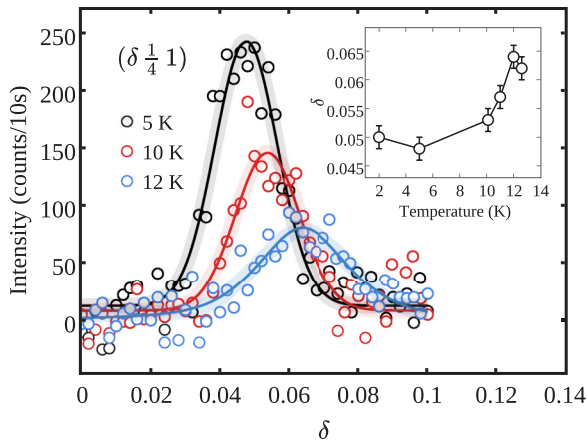 250
200
150
100
50
0
Intensity (counts/10s)
(δ 1/4 1)
5 K
10 K
12 K
0.065
0.055
0.05
0.045
δ
2 4 6 8 10 12 14
Temperature (K)
0 0.02 0.04 0.06 0.08 0.1 0.12 0.14
δ